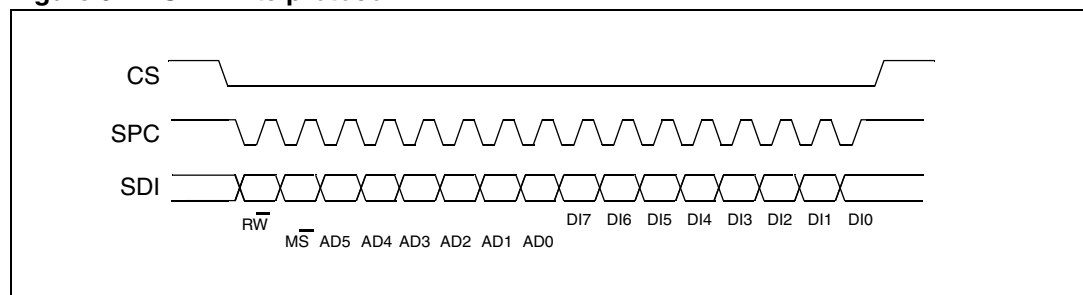 CS
SPC
SDI
RW DI7 DI6 DI5 DI4 DI3 DI2 DI1 DI0
MS AD5 AD4 AD3 AD2 AD1 AD0